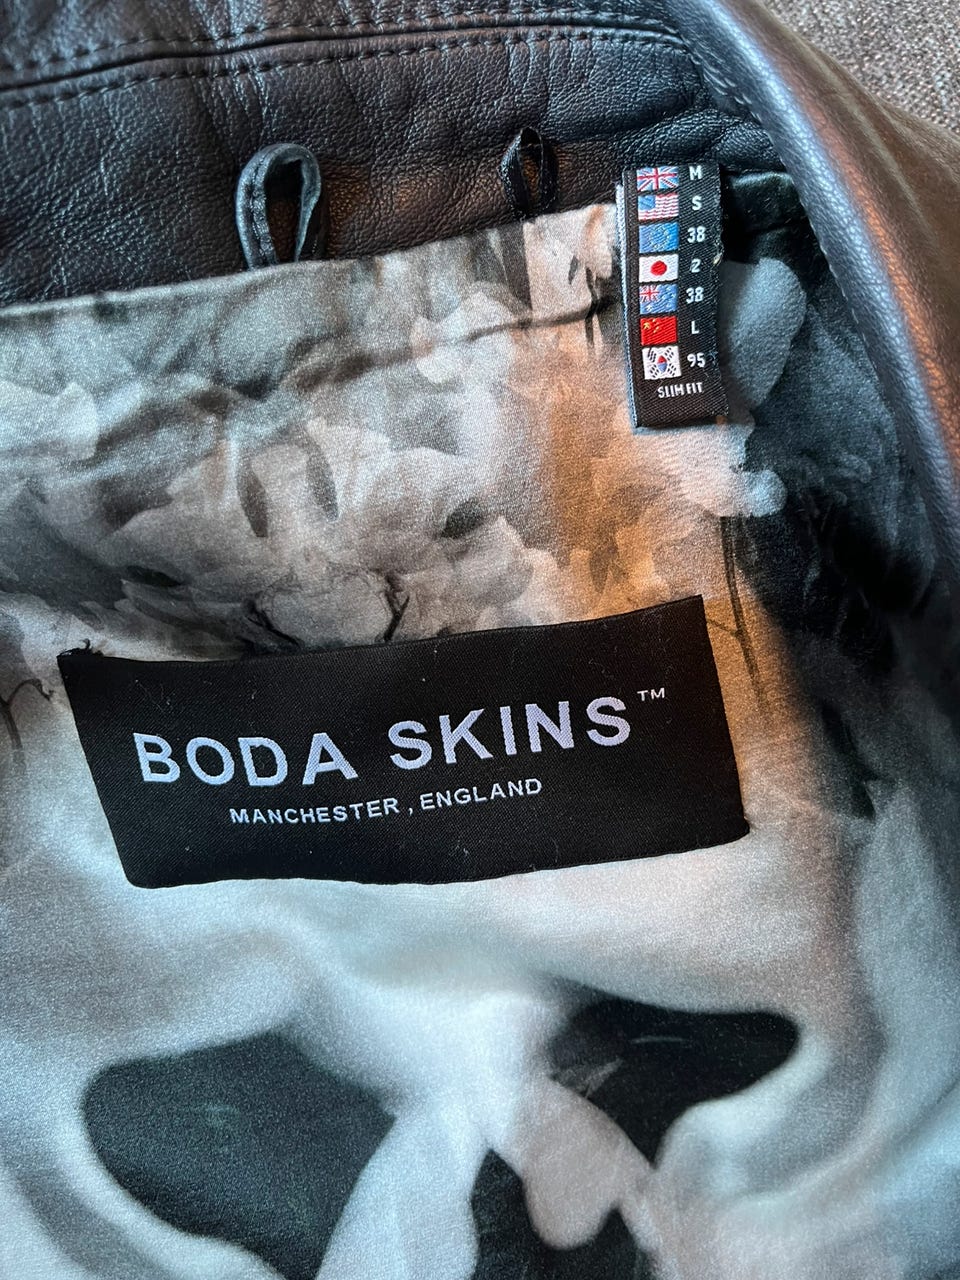 M
S
38
2
38
L
95
SLIM FIT
BODA SKINS™
MANCHESTER, ENGLAND